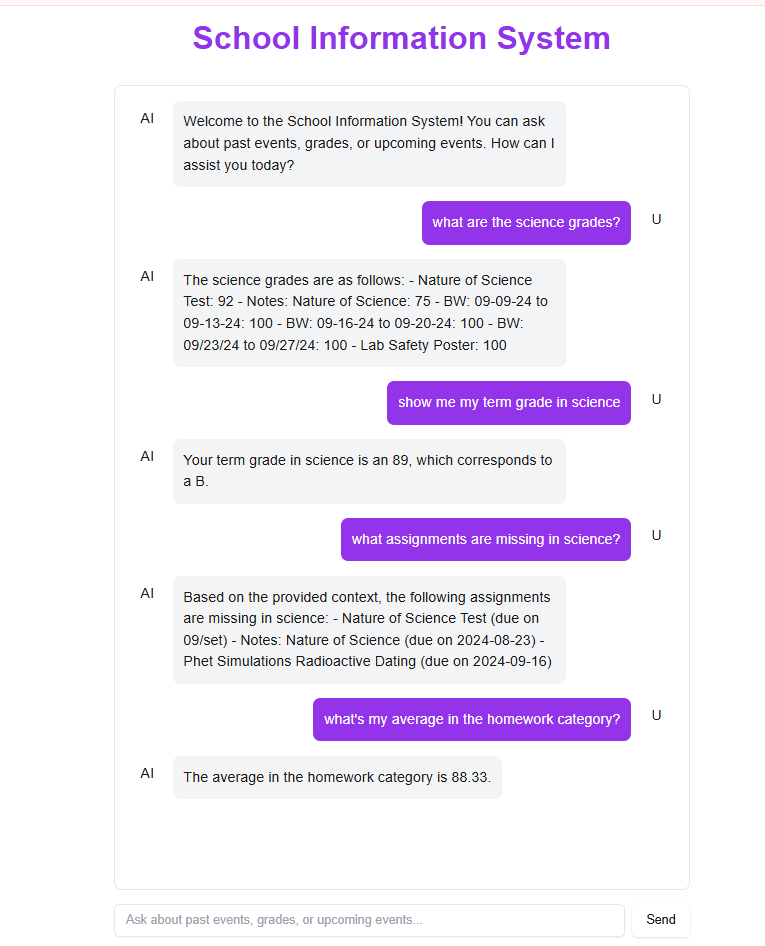 School Information System
AI
Welcome to the School Information System! You can ask
about past events, grades, or upcoming events. How can I
assist you today?
what are the science grades?
U
AI
The science grades are as follows: - Nature of Science
Test: 92 - Notes: Nature of Science: 75 - BW: 09-09-24 to
09-13-24: 100 - BW: 09-16-24 to 09-20-24: 100 - BW:
09/23/24 to 09/27/24: 100 - Lab Safety Poster: 100
show me my term grade in science
U
AI
Your term grade in science is an 89, which corresponds to
a B.
what assignments are missing in science?
U
AI
Based on the provided context, the following assignments
are missing in science: - Nature of Science Test (due on
09/set) - Notes: Nature of Science (due on 2024-08-23) -
Phet Simulations Radioactive Dating (due on 2024-09-16)
what's my average in the homework category?
U
AI
The average in the homework category is 88.33.
Ask about past events, grades, or upcoming events...
Send